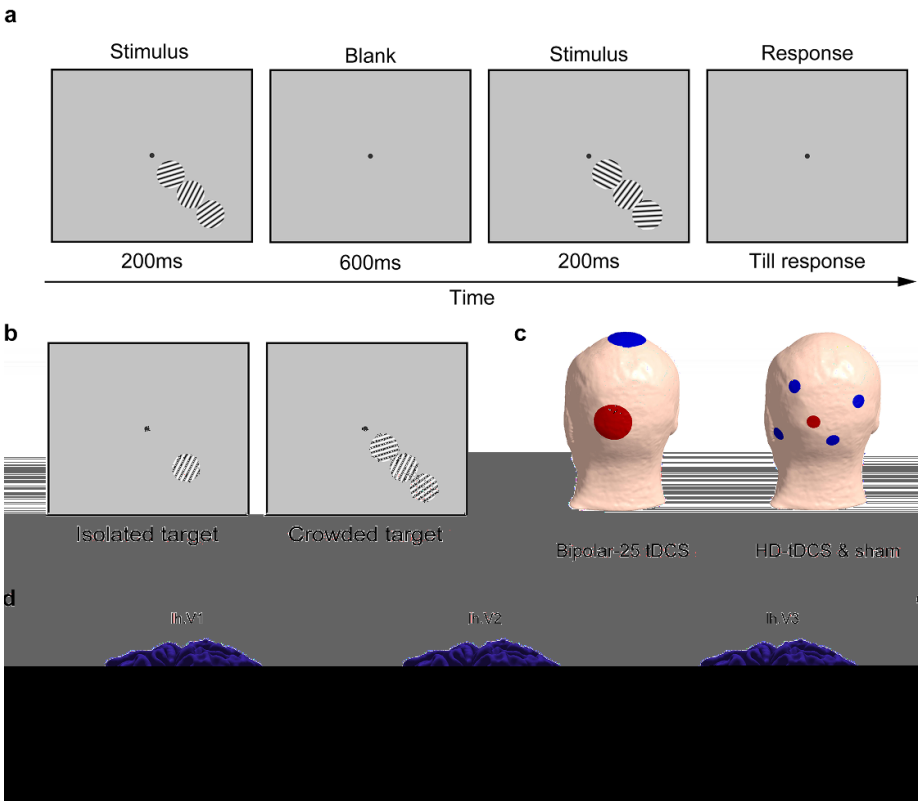 a
Stimulus Blank Stimulus Response
200ms 600ms 200ms Till response
Time
b c
Isolated target Crowded target
Bipolar-25 tDCS HD-tDCS & sham
d
lh.V1 lh.V2 lh.V3